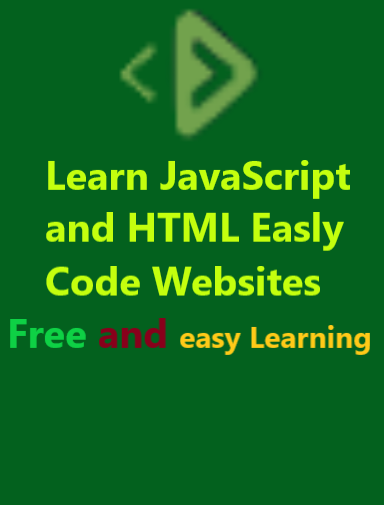 Learn JavaScript
and HTML Easly
Code Websites
Free and easy Learning